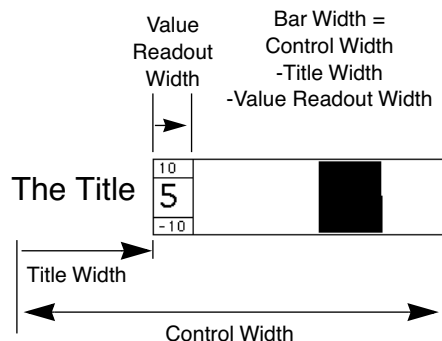 Value
Readout
Width
Bar Width =
Control Width
-Title Width
-Value Readout Width
The Title
10
5
-10
Title Width
Control Width